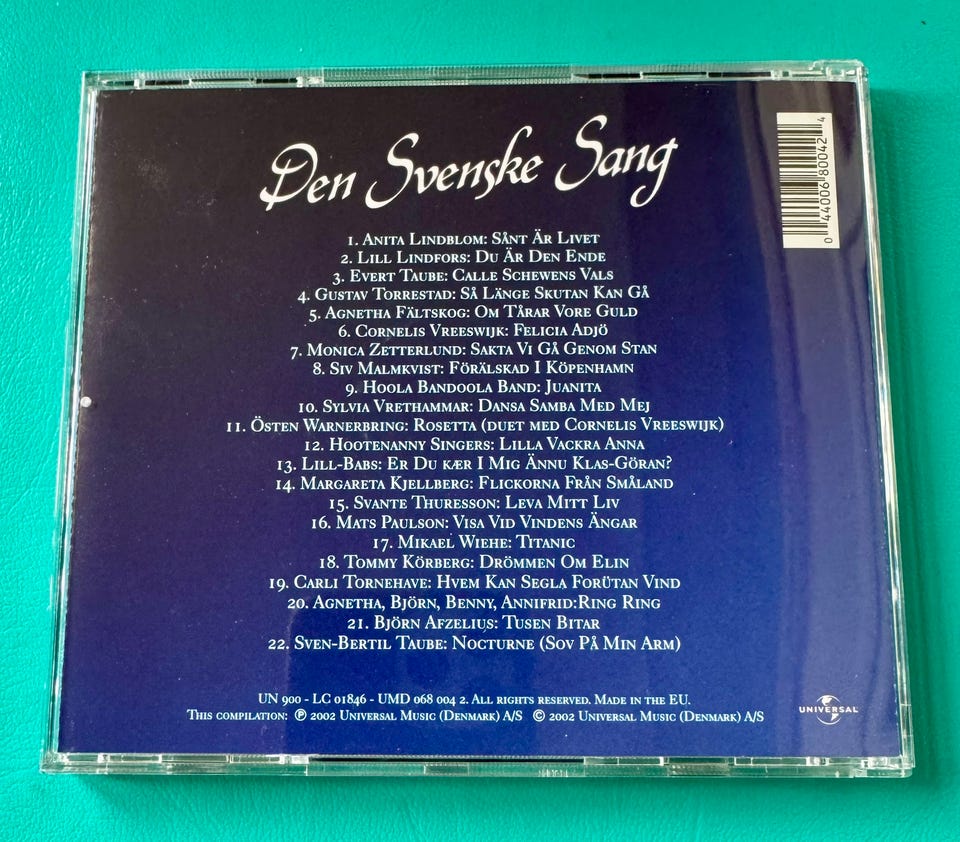 Den Svenske Sang
1. Anita Lindblom: Sånt Är Livet
2. Lill Lindfors: Du Är Den Ende
3. Evert Taube: Calle Schewens Vals
4. Gustav Torrestad: Så Länge Skutan Kan Gå
5. Agnetha Fältskog: Om Tårar Vore Guld
6. Cornelis Vreeswijk: Felicia Adjö
7. Monica Zetterlund: Sakta Vi Gå Genom Stan
8. Siv Malmkvist: Förälskad I Köpenhamn
9. Hoola Bandoola Band: Juanita
10. Sylvia Vrethammar: Dansa Samba Med Mej
11. Östen Warnerbring: Rosetta (duet med Cornelis Vreeswijk)
12. Hootenanny Singers: Lilla Vackra Anna
13. Lill-Babs: Er Du kær I Mig Ännu Klas-Göran?
14. Margareta Kjellberg: Flickorna Från Småland
15. Svante Thuresson: Leva Mitt Liv
16. Mats Paulson: Visa Vid Vindens Ängar
17. Mikael Wiehe: Titanic
18. Tommy Körberg: Drömmen Om Elin
19. Carli Tornehave: Hvem Kan Segla Forütan Vind
20. Agnetha, Björn, Benny, Annifrid:Ring Ring
21. Björn Afzelius: Tusen Bitar
22. Sven-Bertil Taube: Nocturne (Sov På Min Arm)
UN 900 - LC 01846 - UMD 068 004 2. All rights reserved. Made in the EU.
This compilation: ℗ 2002 Universal Music (Denmark) A/S © 2002 Universal Music (Denmark) A/S
UNIVERSAL
0 44006 80042 4